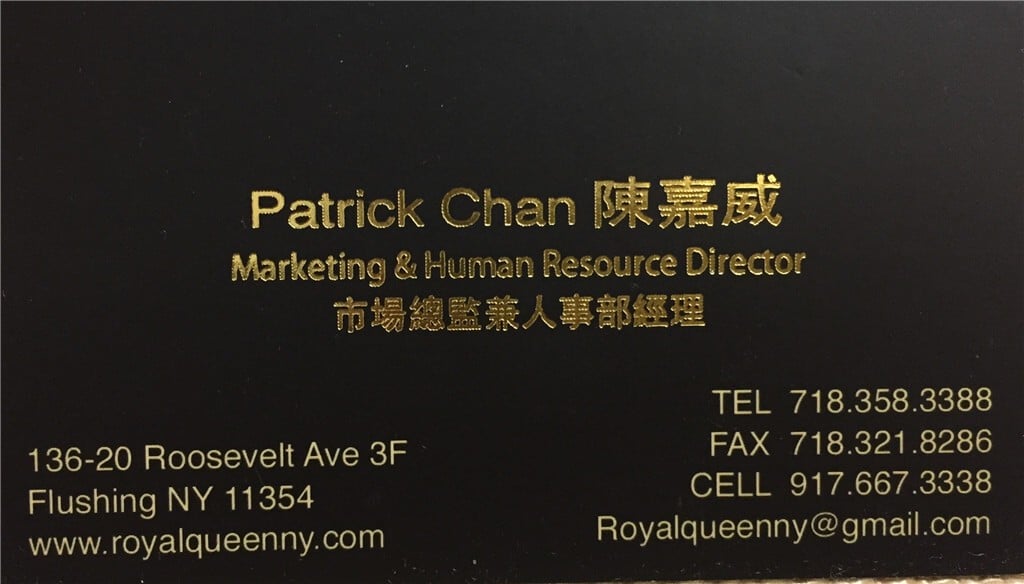 Patrick Chan 陳嘉威
Marketing & Human Resource Director
市場總監兼人事部經理
136-20 Roosevelt Ave 3F
Flushing NY 11354
www.royalqueenny.com
TEL 718.358.3388
FAX 718.321.8286
CELL 917.667.3338
Royalqueenny@gmail.com